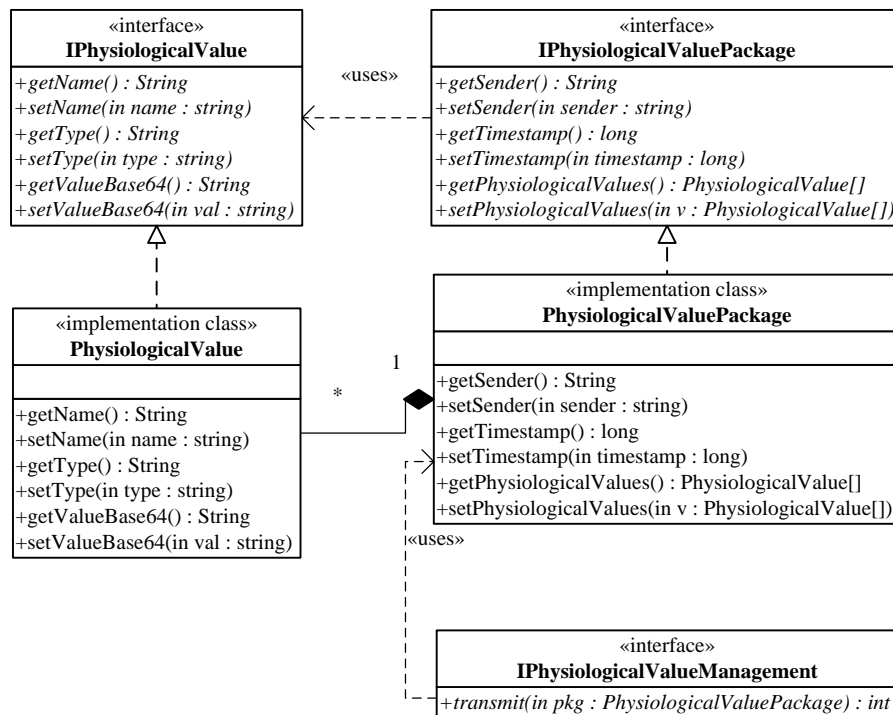 «interface»
IPhysiologicalValue
+getName() : String
+setName(in name : string)
+getType() : String
+setType(in type : string)
+getValueBase64() : String
+setValueBase64(in val : string)
«uses»
«interface»
IPhysiologicalValuePackage
+getSender() : String
+setSender(in sender : string)
+getTimestamp() : long
+setTimestamp(in timestamp : long)
+getPhysiologicalValues() : PhysiologicalValue[]
+setPhysiologicalValues(in v : PhysiologicalValue[])
«implementation class»
PhysiologicalValue
+getName() : String
+setName(in name : string)
+getType() : String
+setType(in type : string)
+getValueBase64() : String
+setValueBase64(in val : string)
1
*
«implementation class»
PhysiologicalValuePackage
+getSender() : String
+setSender(in sender : string)
+getTimestamp() : long
+setTimestamp(in timestamp : long)
+getPhysiologicalValues() : PhysiologicalValue[]
+setPhysiologicalValues(in v : PhysiologicalValue[])
«uses»
«interface»
IPhysiologicalValueManagement
+transmit(in pkg : PhysiologicalValuePackage) : int